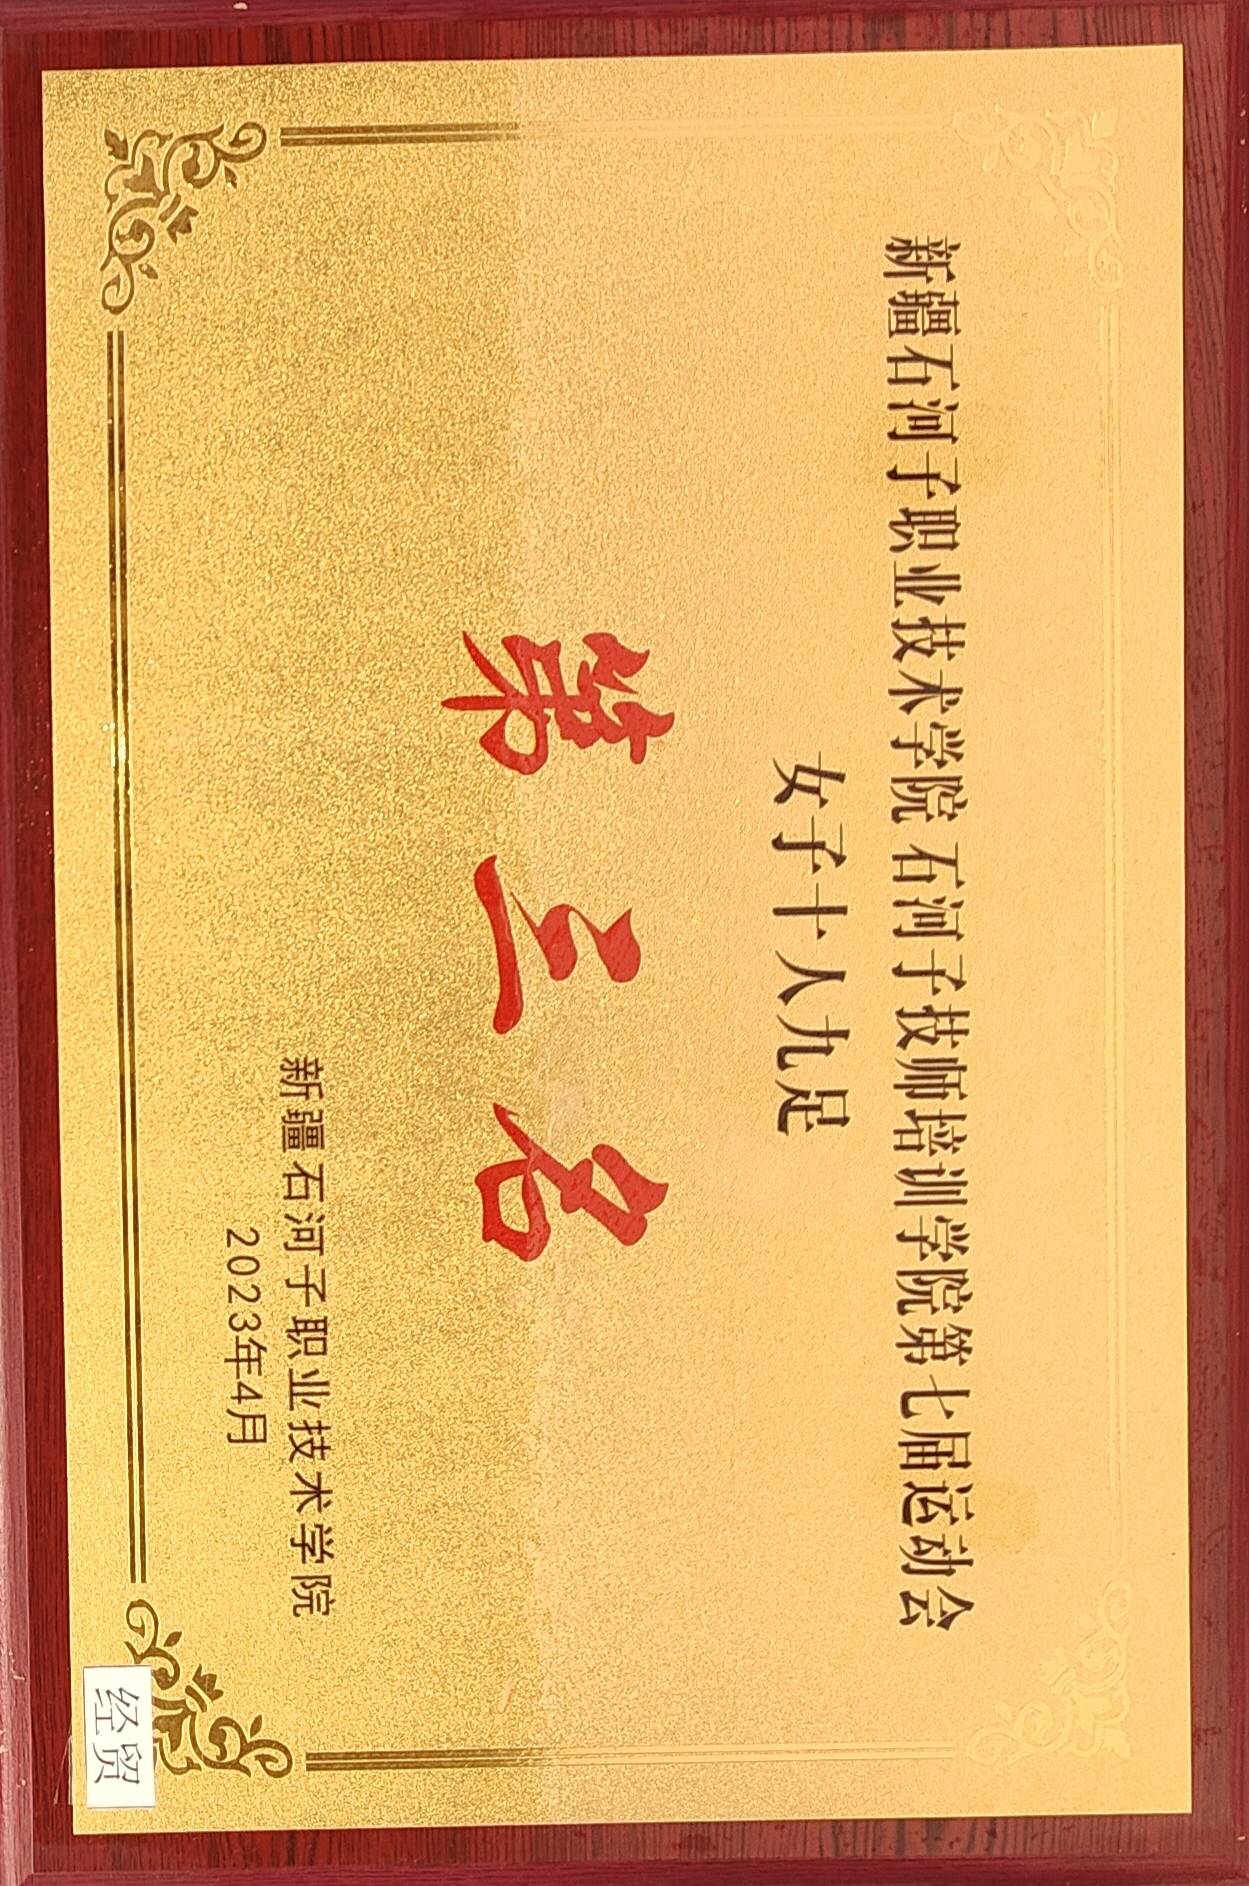 新疆石河子职业技术学院 石河子技师培训学院第七届运动会
女子十人九足
第三名
新疆石河子职业技术学院
2023年4月
经贸